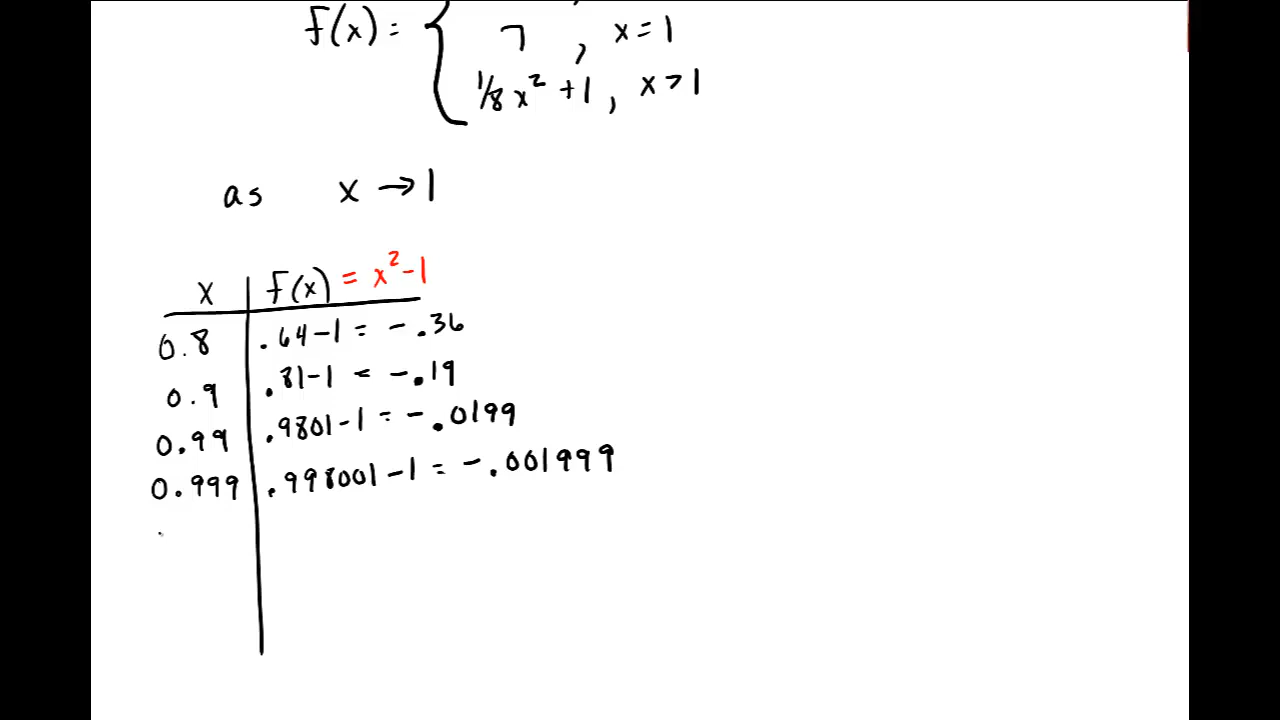 f(x) = { 7 , x = 1
1/8 x² + 1 , x > 1
as x → 1
x | f(x) = x² - 1
0.8 | .64 - 1 = - .36
0.9 | .81 - 1 = - .19
0.99 | .9801 - 1 = - .0199
0.999 | .998001 - 1 = - .001999